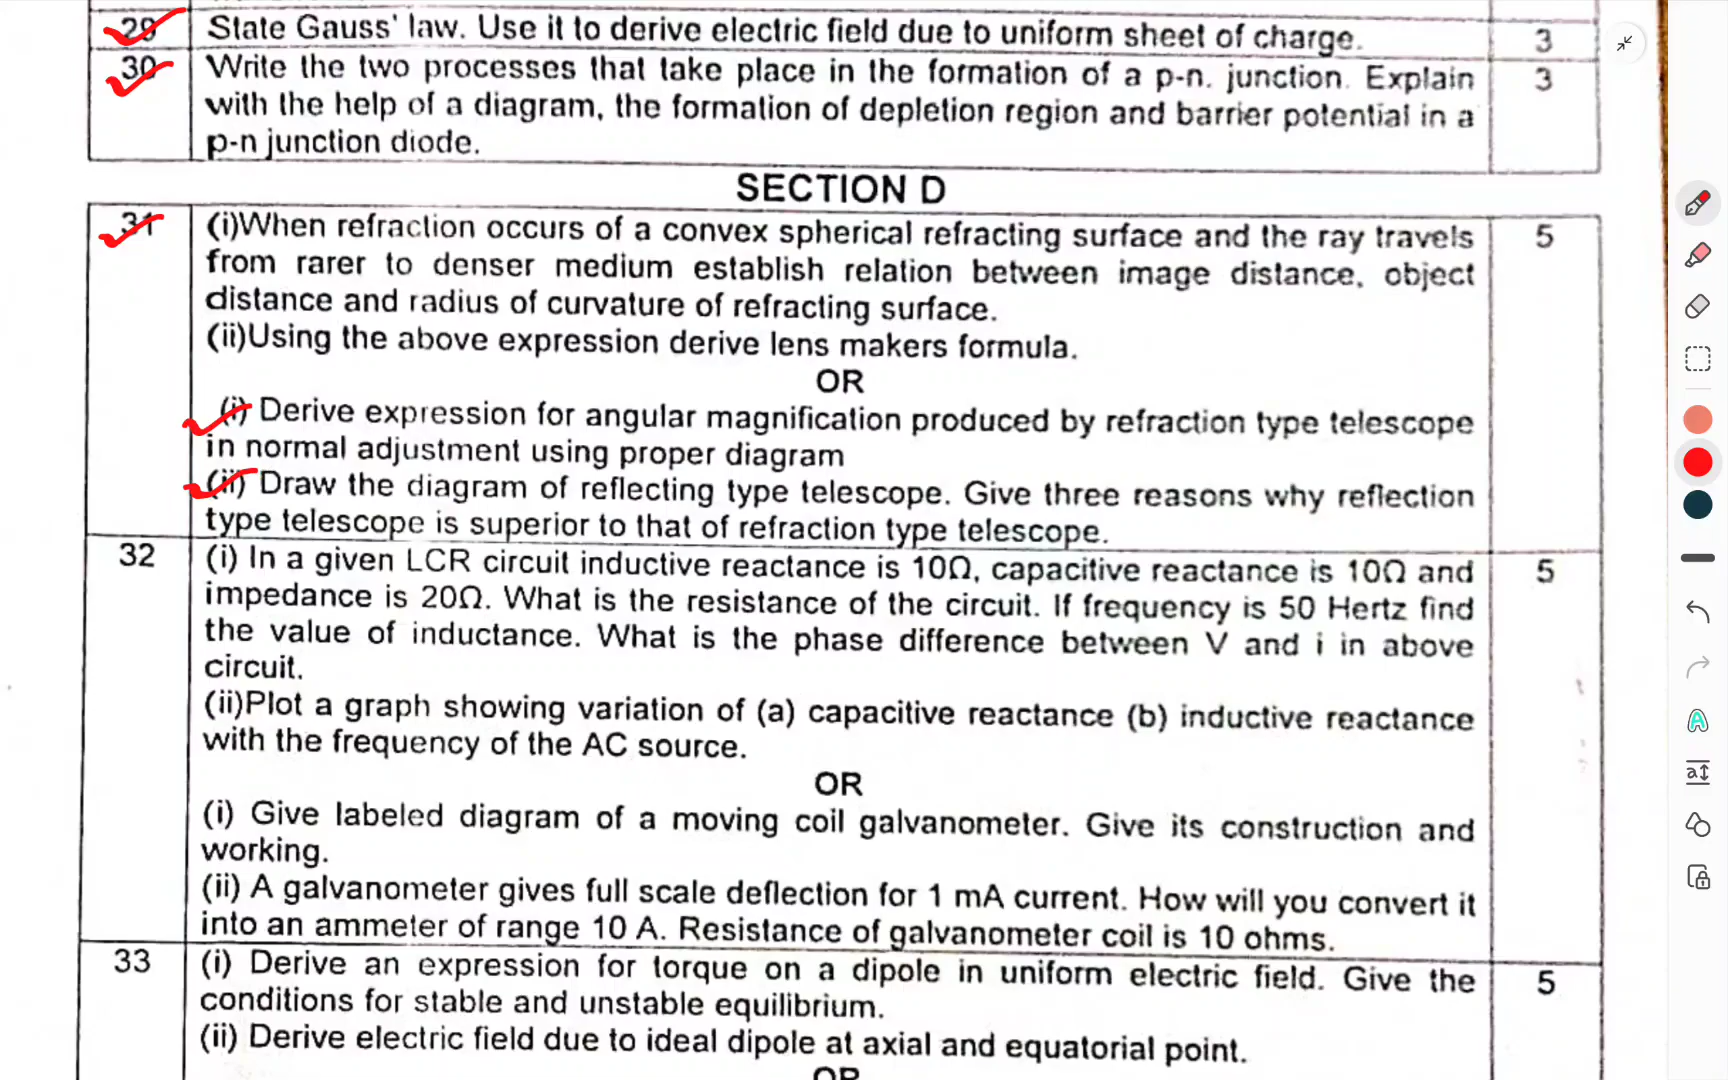 29 State Gauss' law. Use it to derive electric field due to uniform sheet of charge. 3
30 Write the two processes that take place in the formation of a p-n. junction. Explain 3
with the help of a diagram, the formation of depletion region and barrier potential in a
p-n junction diode.
SECTION D
31 (i)When refraction occurs of a convex spherical refracting surface and the ray travels 5
from rarer to denser medium establish relation between image distance, object
distance and radius of curvature of refracting surface.
(ii)Using the above expression derive lens makers formula.
OR
(i) Derive expression for angular magnification produced by refraction type telescope
in normal adjustment using proper diagram
(ii) Draw the diagram of reflecting type telescope. Give three reasons why reflection
type telescope is superior to that of refraction type telescope.
32 (i) In a given LCR circuit inductive reactance is 10Ω, capacitive reactance is 10Ω and 5
impedance is 20Ω. What is the resistance of the circuit. If frequency is 50 Hertz find
the value of inductance. What is the phase difference between V and i in above
circuit.
(ii)Plot a graph showing variation of (a) capacitive reactance (b) inductive reactance
with the frequency of the AC source.
OR
(i) Give labeled diagram of a moving coil galvanometer. Give its construction and
working.
(ii) A galvanometer gives full scale deflection for 1 mA current. How will you convert it
into an ammeter of range 10 A. Resistance of galvanometer coil is 10 ohms.
33 (i) Derive an expression for torque on a dipole in uniform electric field. Give the 5
conditions for stable and unstable equilibrium.
(ii) Derive electric field due to ideal dipole at axial and equatorial point.
OR